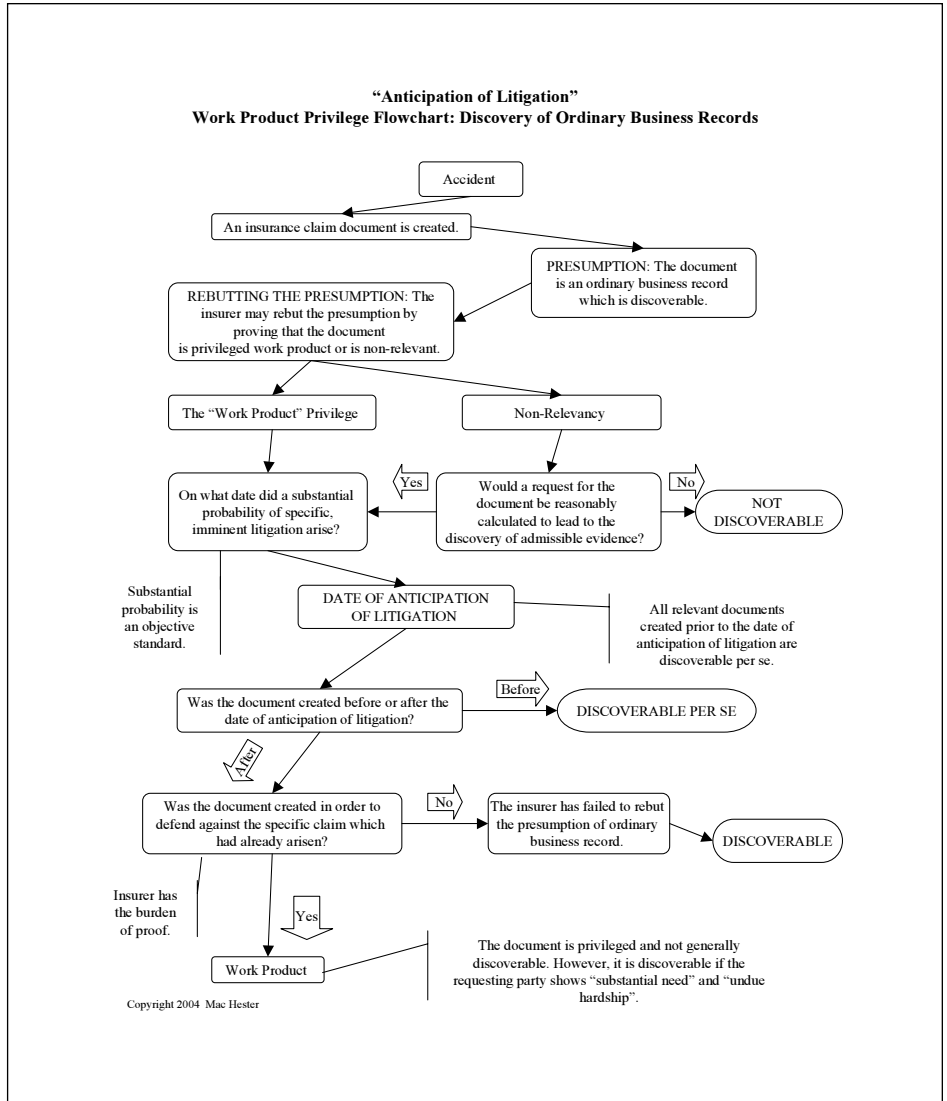 “Anticipation of Litigation”
Work Product Privilege Flowchart: Discovery of Ordinary Business Records
Accident
An insurance claim document is created.
PRESUMPTION: The document
is an ordinary business record
which is discoverable.
REBUTTING THE PRESUMPTION: The
insurer may rebut the presumption by
proving that the document
is privileged work product or is non-relevant.
The “Work Product” Privilege
Non-Relevancy
On what date did a substantial
probability of specific,
imminent litigation arise?
Yes
Would a request for the
document be reasonably
calculated to lead to the
discovery of admissible evidence?
No
NOT
DISCOVERABLE
Substantial
probability is
an objective
standard.
DATE OF ANTICIPATION
OF LITIGATION
All relevant documents
created prior to the date of
anticipation of litigation are
discoverable per se.
Was the document created before or after the
date of anticipation of litigation?
Before
DISCOVERABLE PER SE
After
Was the document created in order to
defend against the specific claim which
had already arisen?
No
The insurer has failed to rebut
the presumption of ordinary
business record.
DISCOVERABLE
Insurer has
the burden
of proof.
Yes
Work Product
The document is privileged and not generally
discoverable. However, it is discoverable if the
requesting party shows “substantial need” and “undue
hardship”.
Copyright 2004 Mac Hester